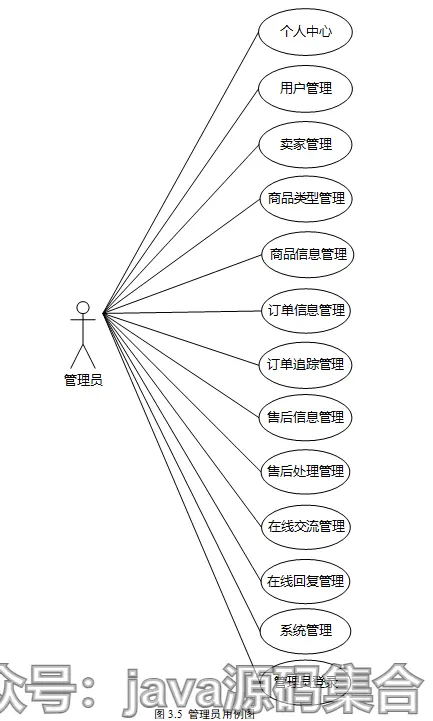 个人中心
用户管理
卖家管理
商品类型管理
商品信息管理
订单信息管理
订单追踪管理
售后信息管理
售后处理管理
在线交流管理
在线回复管理
系统管理
管理员登录
管理员
众号：java源码集合
图 3.5 管理员用例图